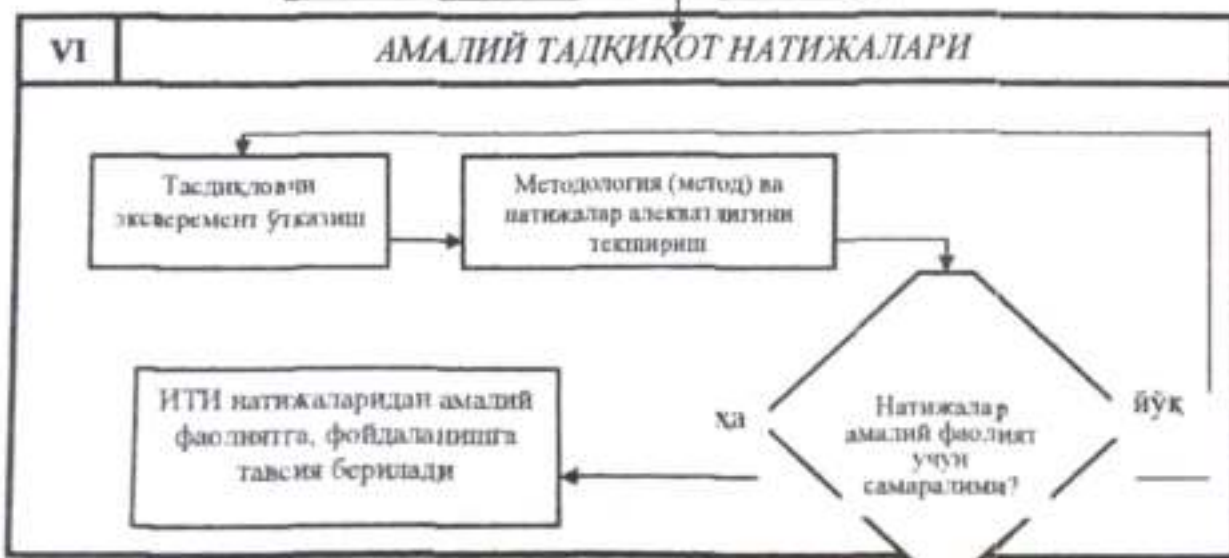 VI
АМАЛИЙ ТАДҚИҚОТ НАТИЖАЛАРИ
Тасдиқловчи
эксперемент ўтказиш
Методология (метод) ва
натижалар адекватлигини
текшириш
ИТИ натижаларидан амалий
фаолиятга, фойдаланишга
тавсия берилади
ҳа
Натижалар
амалий фаолият
учун
самаралими?
йўқ